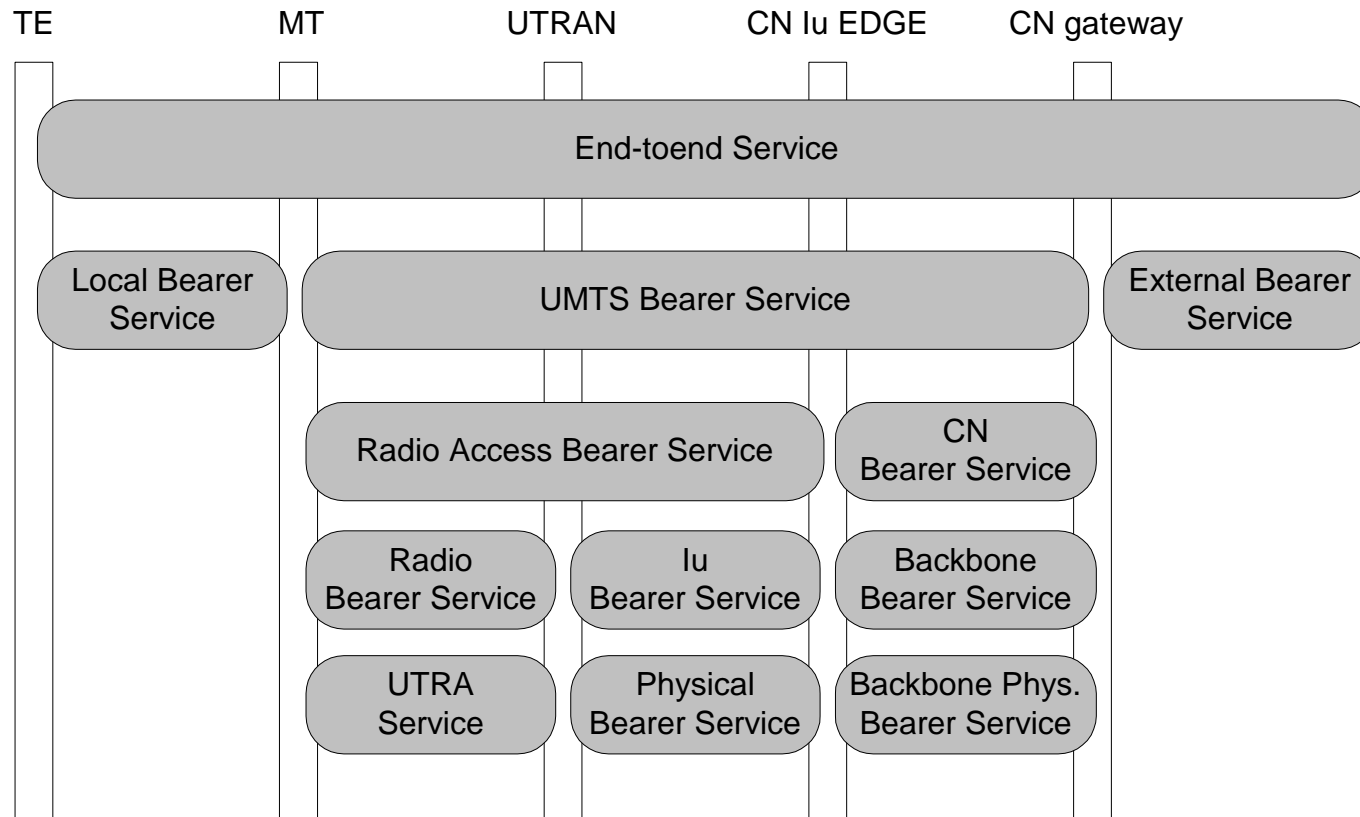 TE
MT
UTRAN
CN Iu EDGE
CN gateway
End-toend Service
Local Bearer
Service
UMTS Bearer Service
External Bearer
Service
Radio Access Bearer Service
CN
Bearer Service
Radio
Bearer Service
Iu
Bearer Service
Backbone
Bearer Service
UTRA
Service
Physical
Bearer Service
Backbone Phys.
Bearer Service